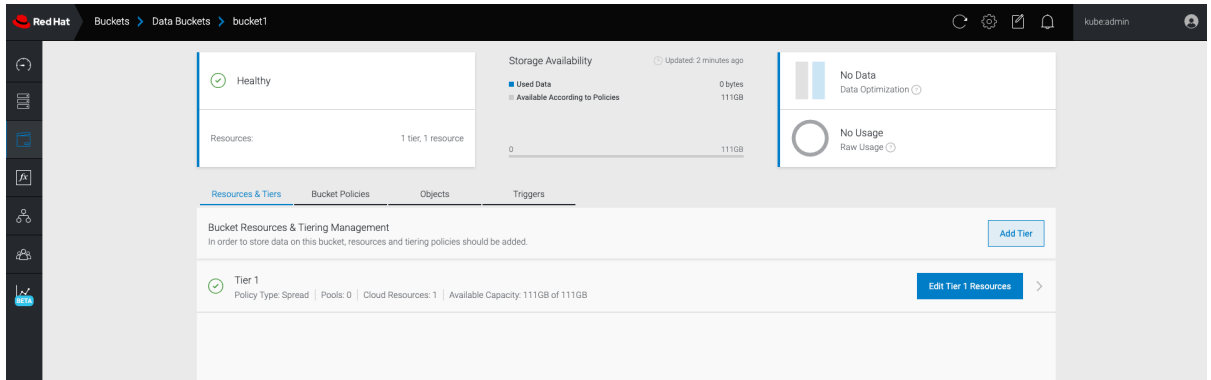 Red Hat
Buckets > Data Buckets > bucket1
kube:admin
Healthy
Resources:
1 tier, 1 resource
Storage Availability
Updated: 2 minutes ago
Used Data
0 bytes
Available According to Policies
111GB
0
111GB
No Data
Data Optimization ?
No Usage
Raw Usage ?
Resources & Tiers
Bucket Policies
Objects
Triggers
Bucket Resources & Tiering Management
In order to store data on this bucket, resources and tiering policies should be added.
Add Tier
Tier 1
Policy Type: Spread | Pools: 0 | Cloud Resources: 1 | Available Capacity: 111GB of 111GB
Edit Tier 1 Resources
fx
BETA